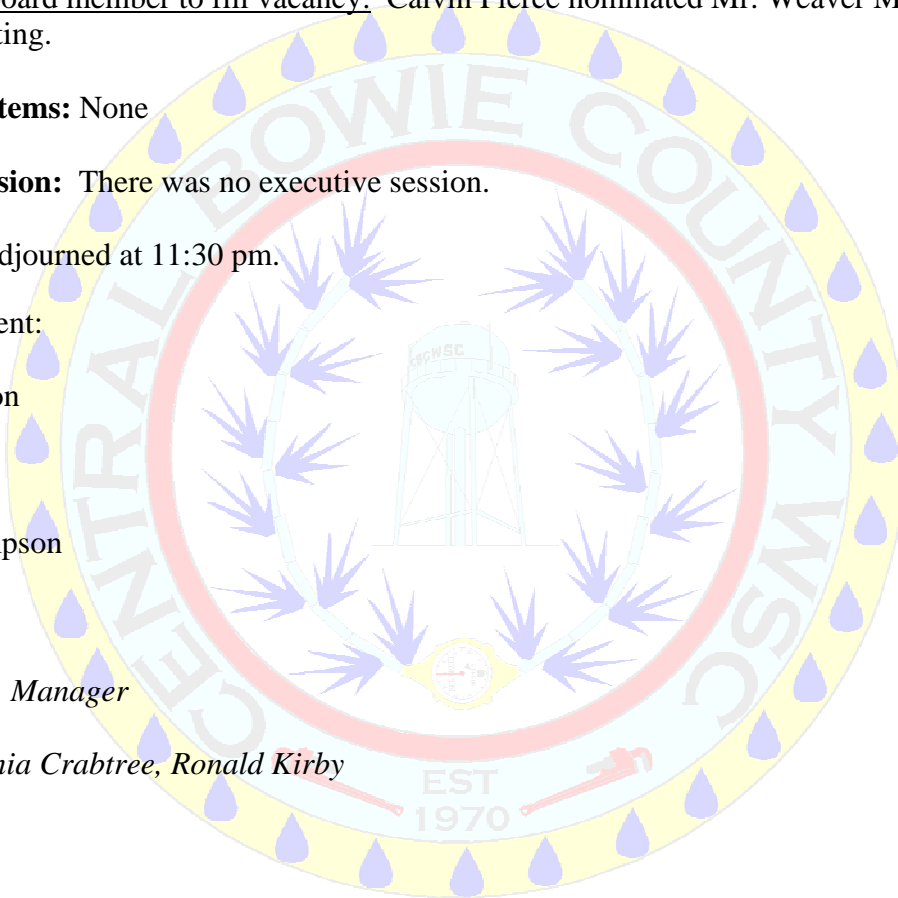 board member to fill vacancy: Calvin Pierce nominated Mr. Weaver M
ting.
tems: None
sion: There was no executive session.
djourned at 11:30 pm.
ent:
on
pson
Manager
nia Crabtree, Ronald Kirby
CENTRAL BOWIE COUNTY WSC
CBCWSC
EST
1970